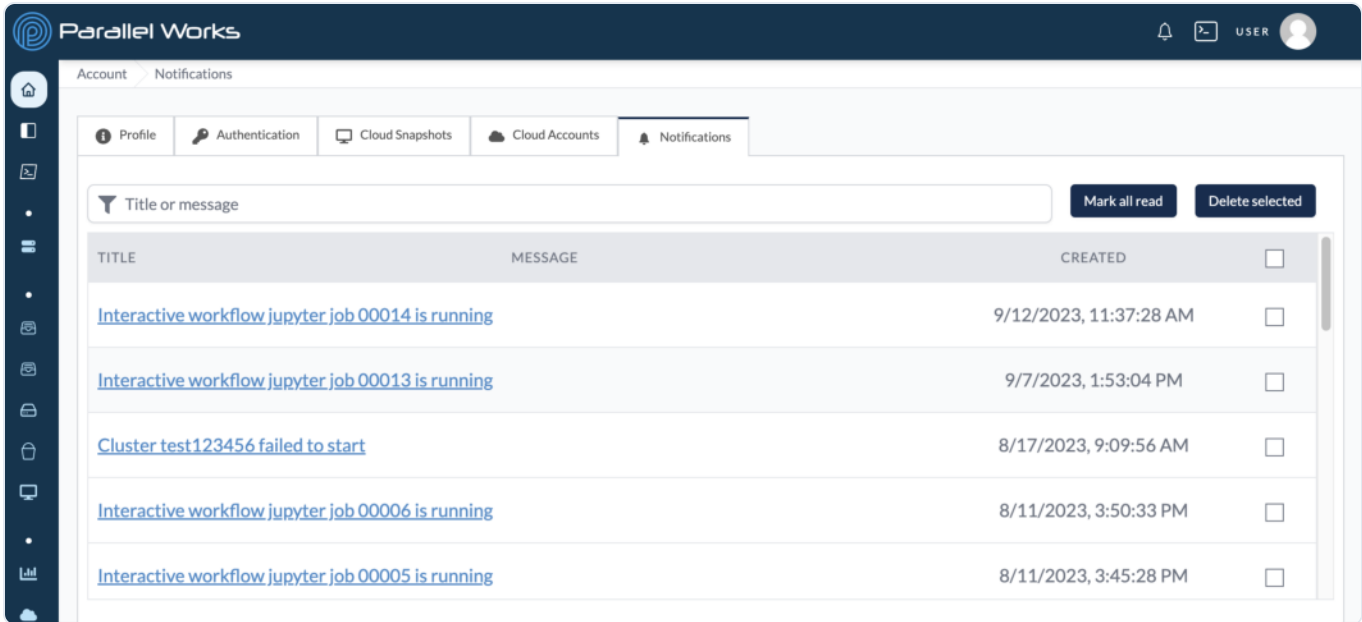 Parallel Works
USER
Account Notifications
Profile Authentication Cloud Snapshots Cloud Accounts Notifications
Title or message Mark all read Delete selected
TITLE MESSAGE CREATED
Interactive workflow jupyter job 00014 is running 9/12/2023, 11:37:28 AM
Interactive workflow jupyter job 00013 is running 9/7/2023, 1:53:04 PM
Cluster test123456 failed to start 8/17/2023, 9:09:56 AM
Interactive workflow jupyter job 00006 is running 8/11/2023, 3:50:33 PM
Interactive workflow jupyter job 00005 is running 8/11/2023, 3:45:28 PM